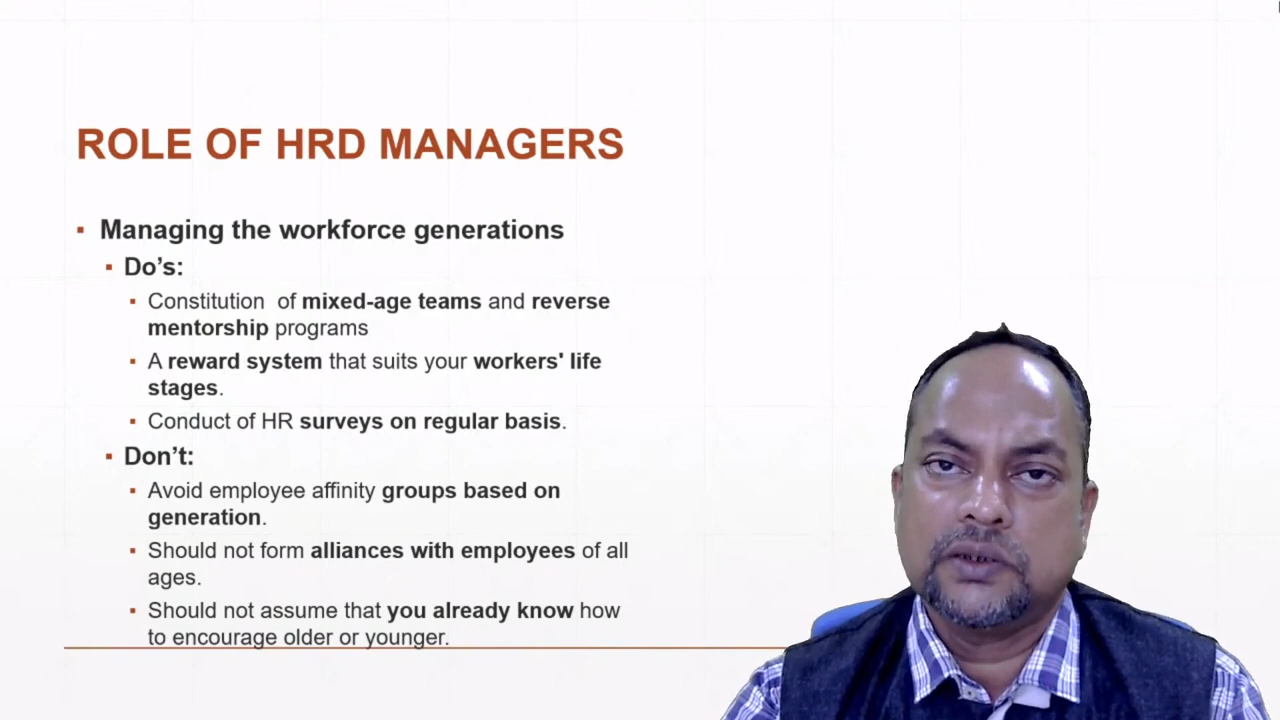 ROLE OF HRD MANAGERS
▪ Managing the workforce generations
▪ Do’s:
▪ Constitution of mixed-age teams and reverse
mentorship programs
▪ A reward system that suits your workers' life
stages.
▪ Conduct of HR surveys on regular basis.
▪ Don’t:
▪ Avoid employee affinity groups based on
generation.
▪ Should not form alliances with employees of all
ages.
▪ Should not assume that you already know how
to encourage older or younger.